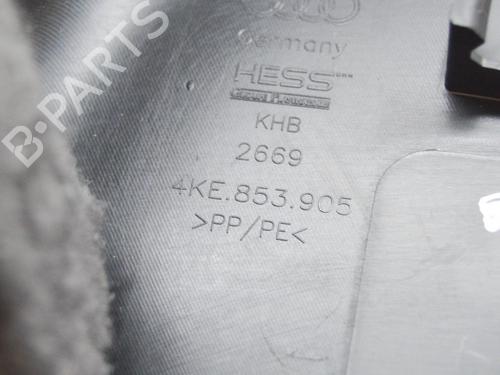 Germany
HESS
KHB
2669
4KE.853.905
>PP/PE<
B-PARTS